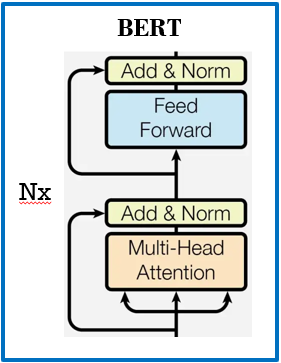 BERT
Add & Norm
Feed
Forward
Nx
Add & Norm
Multi-Head
Attention